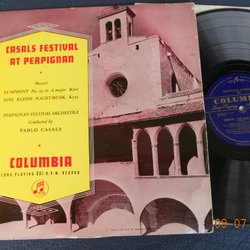 CASALS FESTIVAL
AT PERPIGNAN
Mozart
SYMPHONY No. 29 in A major K201
EINE KLEINE NACHTMUSIK K525
PERPIGNAN FESTIVAL ORCHESTRA
Conducted by
PABLO CASALS
COLUMBIA
LONG PLAYING 33⅓ R.P.M. RECORD
COLUMBIA